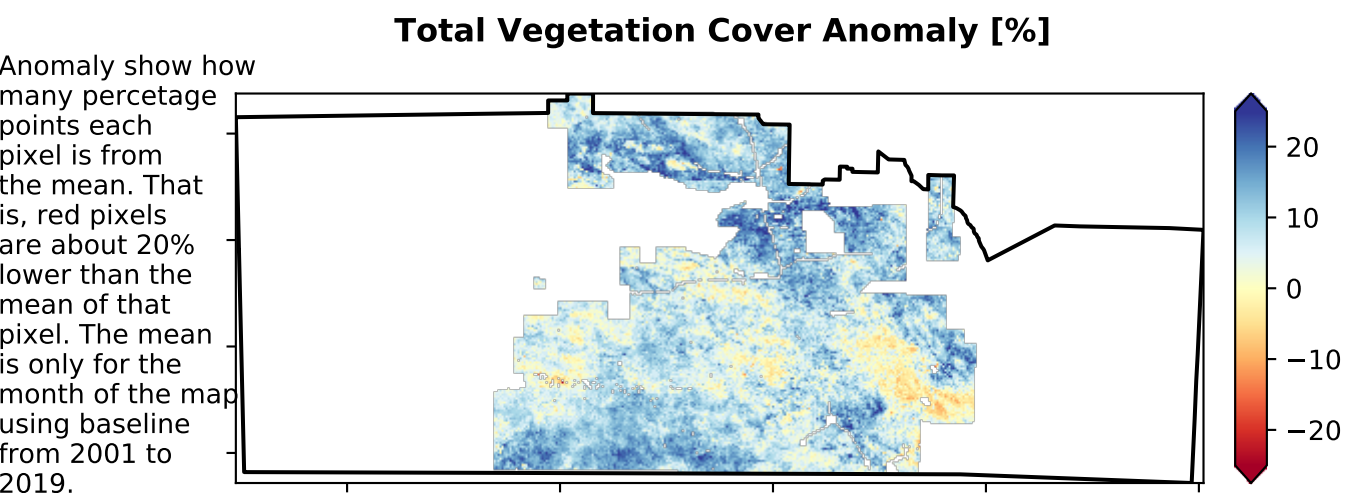 Total Vegetation Cover Anomaly [%]
Anomaly show how
many percetage
points each
pixel is from
the mean. That
is, red pixels
are about 20%
lower than the
mean of that
pixel. The mean
is only for the
month of the map
using baseline
from 2001 to
2019.
20
10
0
−10
−20